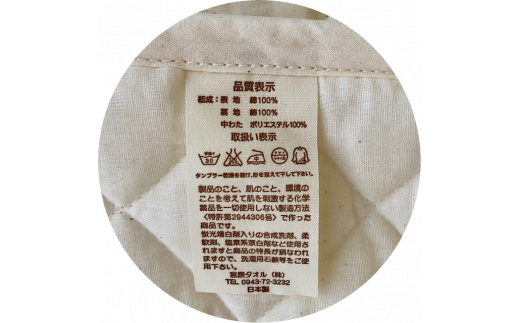 品質表示
組成：表 地 綿100%
裏 地 綿100%
中わた ポリエステル100%
取扱い表示
30
タンブラー乾燥を避け、形を整えて干して下さい。
製品のこと、肌のこと、環境の
ことを考えて肌を刺激する化学
薬品を一切使用しない製造方法
〈特許第2944306号〉で作った
商品です。
蛍光増白剤入りの合成洗剤、柔
軟剤、塩素系漂白剤など使用さ
れますと商品の特長が損なわれ
ますので、洗濯用石鹸等をご使
用下さい。
宮原タオル（株）
TEL 0943-72-3232
日本製